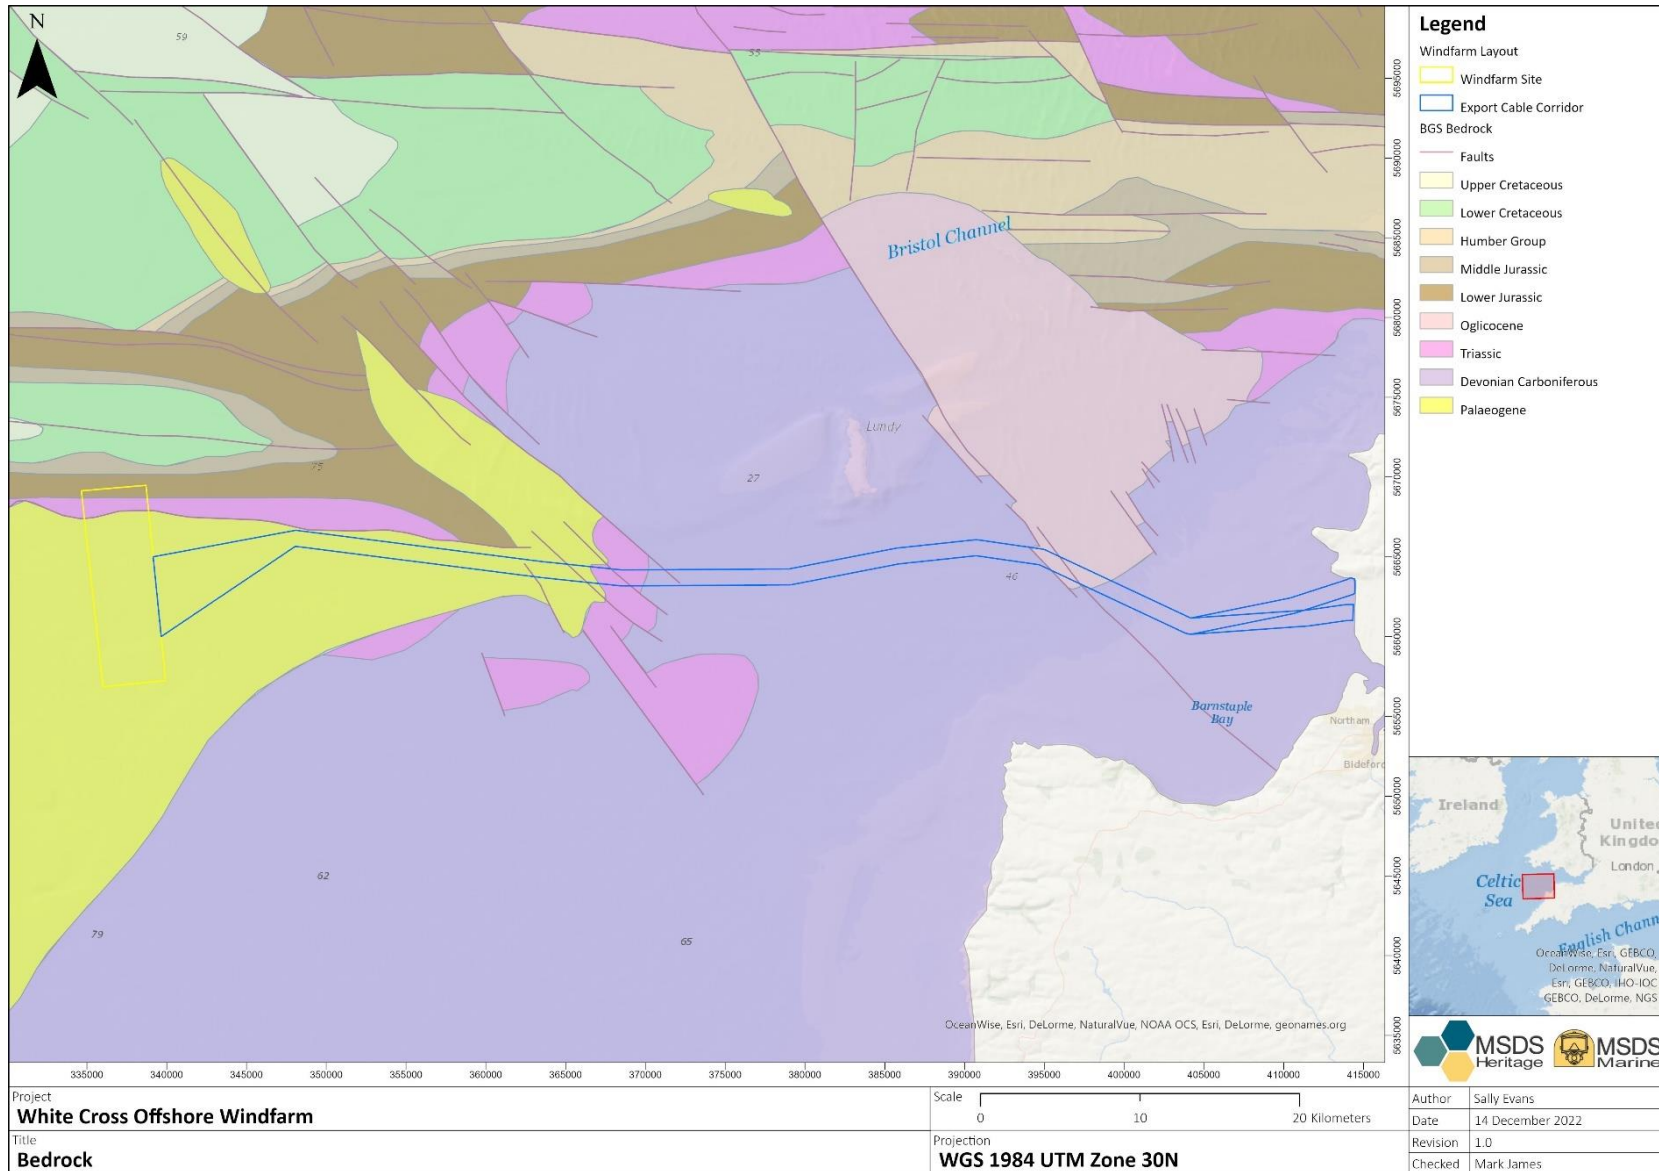 N
59
55
Bristol Channel
Lundy
75
27
46
Barnstaple
Bay
Northam
Bideford
62
79
65
OceanWise, Esri, DeLorme, NaturalVue, NOAA OCS, Esri, DeLorme, geonames.org
5695000
5690000
5685000
5680000
5675000
5670000
5665000
5660000
5655000
5650000
5645000
5640000
5635000
335000 340000 345000 350000 355000 360000 365000 370000 375000 380000 385000 390000 395000 400000 405000 410000 415000
Legend
Windfarm Layout
Windfarm Site
Export Cable Corridor
BGS Bedrock
Faults
Upper Cretaceous
Lower Cretaceous
Humber Group
Middle Jurassic
Lower Jurassic
Oglicocene
Triassic
Devonian Carboniferous
Palaeogene
Ireland
United
Kingdo
London
Celtic
Sea
English Chann
OceanWise, Esri, GEBCO,
DeLorme, NaturalVue,
Esri, GEBCO, IHO-IOC
GEBCO, DeLorme, NGS
MSDS
Heritage
MSDS
Marine
Project
White Cross Offshore Windfarm
Title
Bedrock
Scale
0 10 20 Kilometers
Projection
WGS 1984 UTM Zone 30N
Author Sally Evans
Date 14 December 2022
Revision 1.0
Checked Mark James